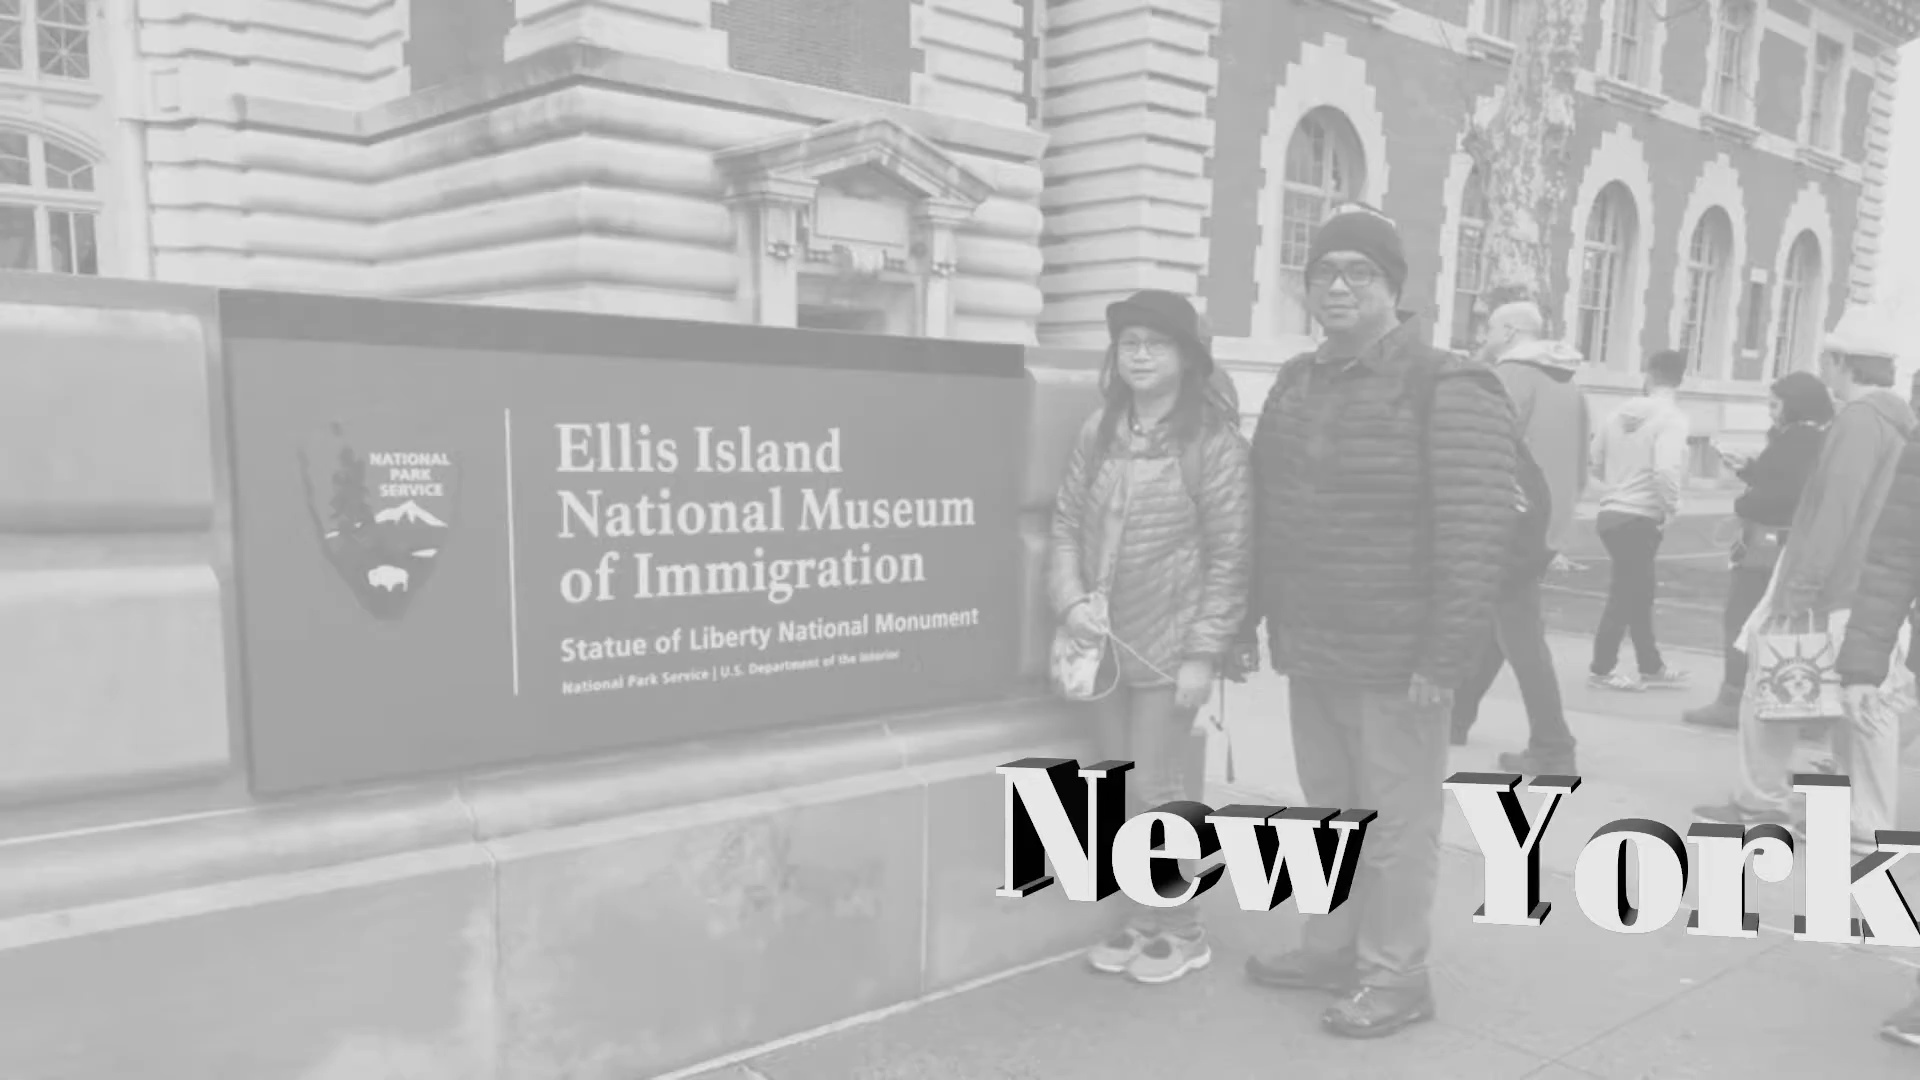 NATIONAL
PARK
SERVICE
Ellis Island
National Museum
of Immigration
Statue of Liberty National Monument
National Park Service | U.S. Department of the Interior
New York